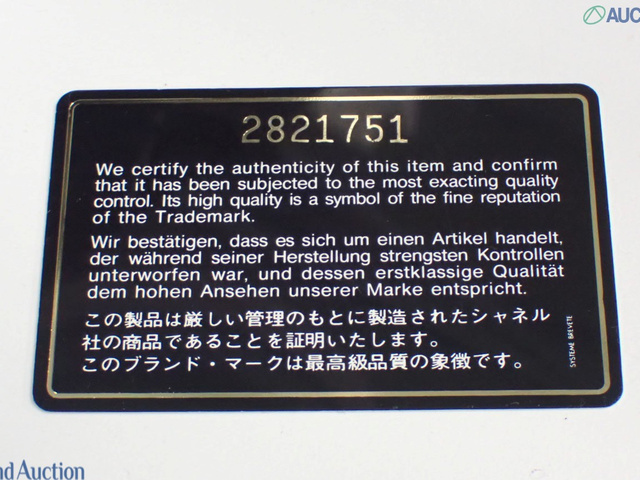 AUC
2821751
We certify the authenticity of this item and confirm
that it has been subjected to the most exacting quality
control. Its high quality is a symbol of the fine reputation
of the Trademark.
Wir bestätigen, dass es sich um einen Artikel handelt,
der während seiner Herstellung strengsten Kontrollen
unterworfen war, und dessen erstklassige Qualität
dem hohen Ansehen unserer Marke entspricht.
この製品は厳しい管理のもとに製造されたシャネル
社の商品であることを証明いたします。
このブランド・マークは最高級品質の象徴です。
SYSTEME BREVETE
nd Auction